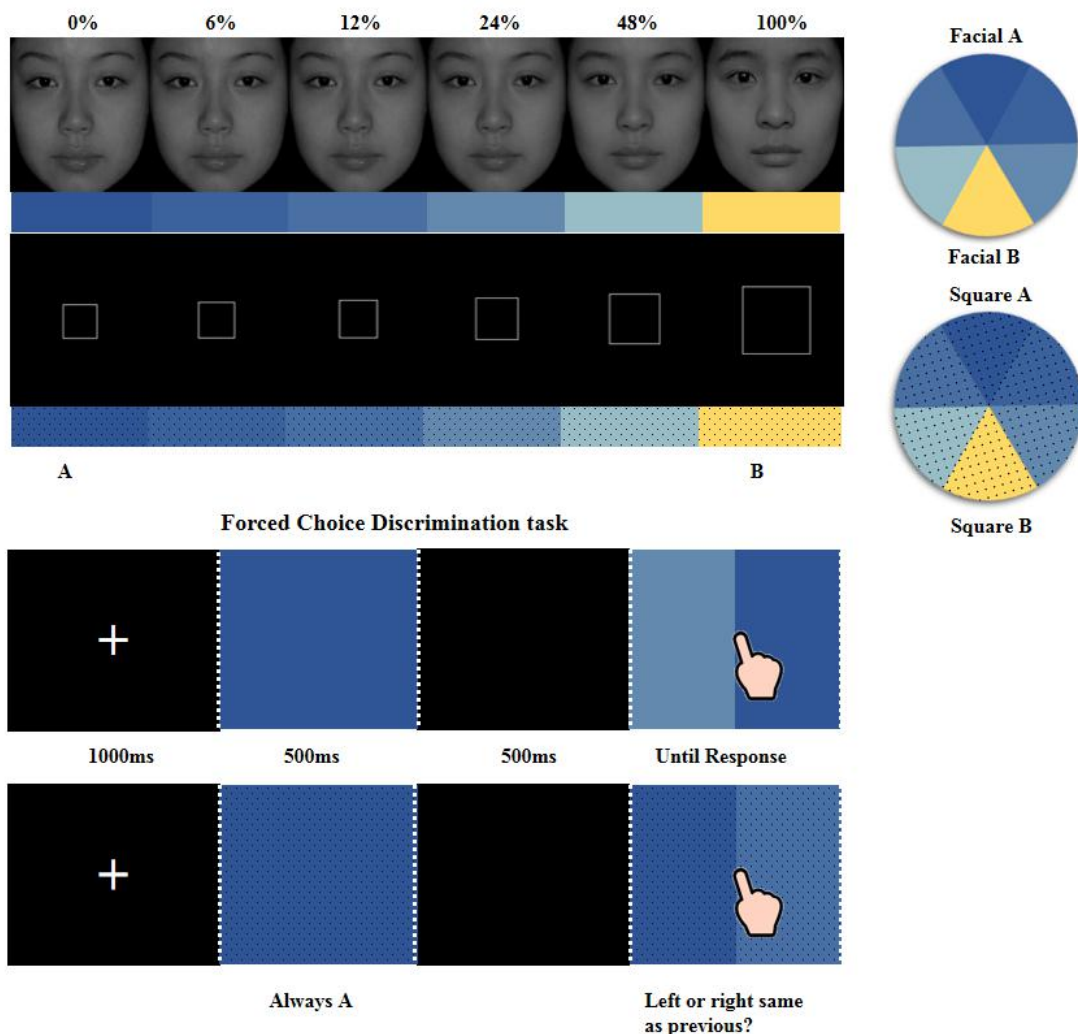 0% 6% 12% 24% 48% 100%
Facial A
Facial B
Square A
A B
Square B
Forced Choice Discrimination task
1000ms 500ms 500ms Until Response
Always A Left or right same
as previous?